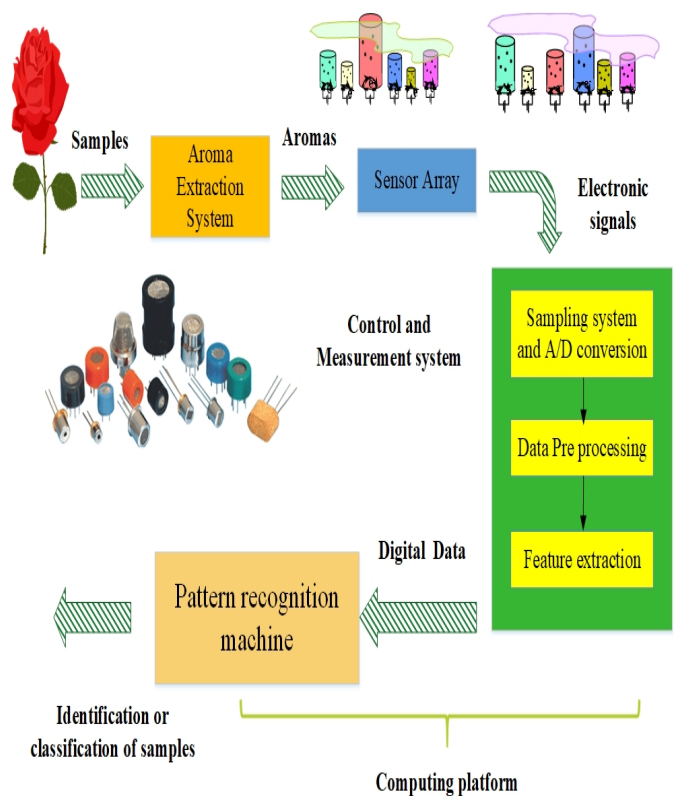 Samples
Aroma
Extraction
System
Aromas
Sensor Array
Electronic
signals
Control and
Measurement system
Sampling system
and A/D conversion
Data Pre processing
Feature extraction
Digital Data
Pattern recognition
machine
Identification or
classification of samples
Computing platform